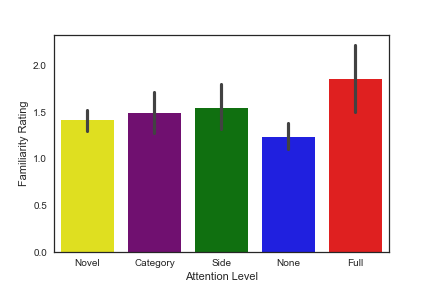 2.0
1.5
1.0
0.5
0.0
Familiarity Rating
Novel Category Side None Full
Attention Level